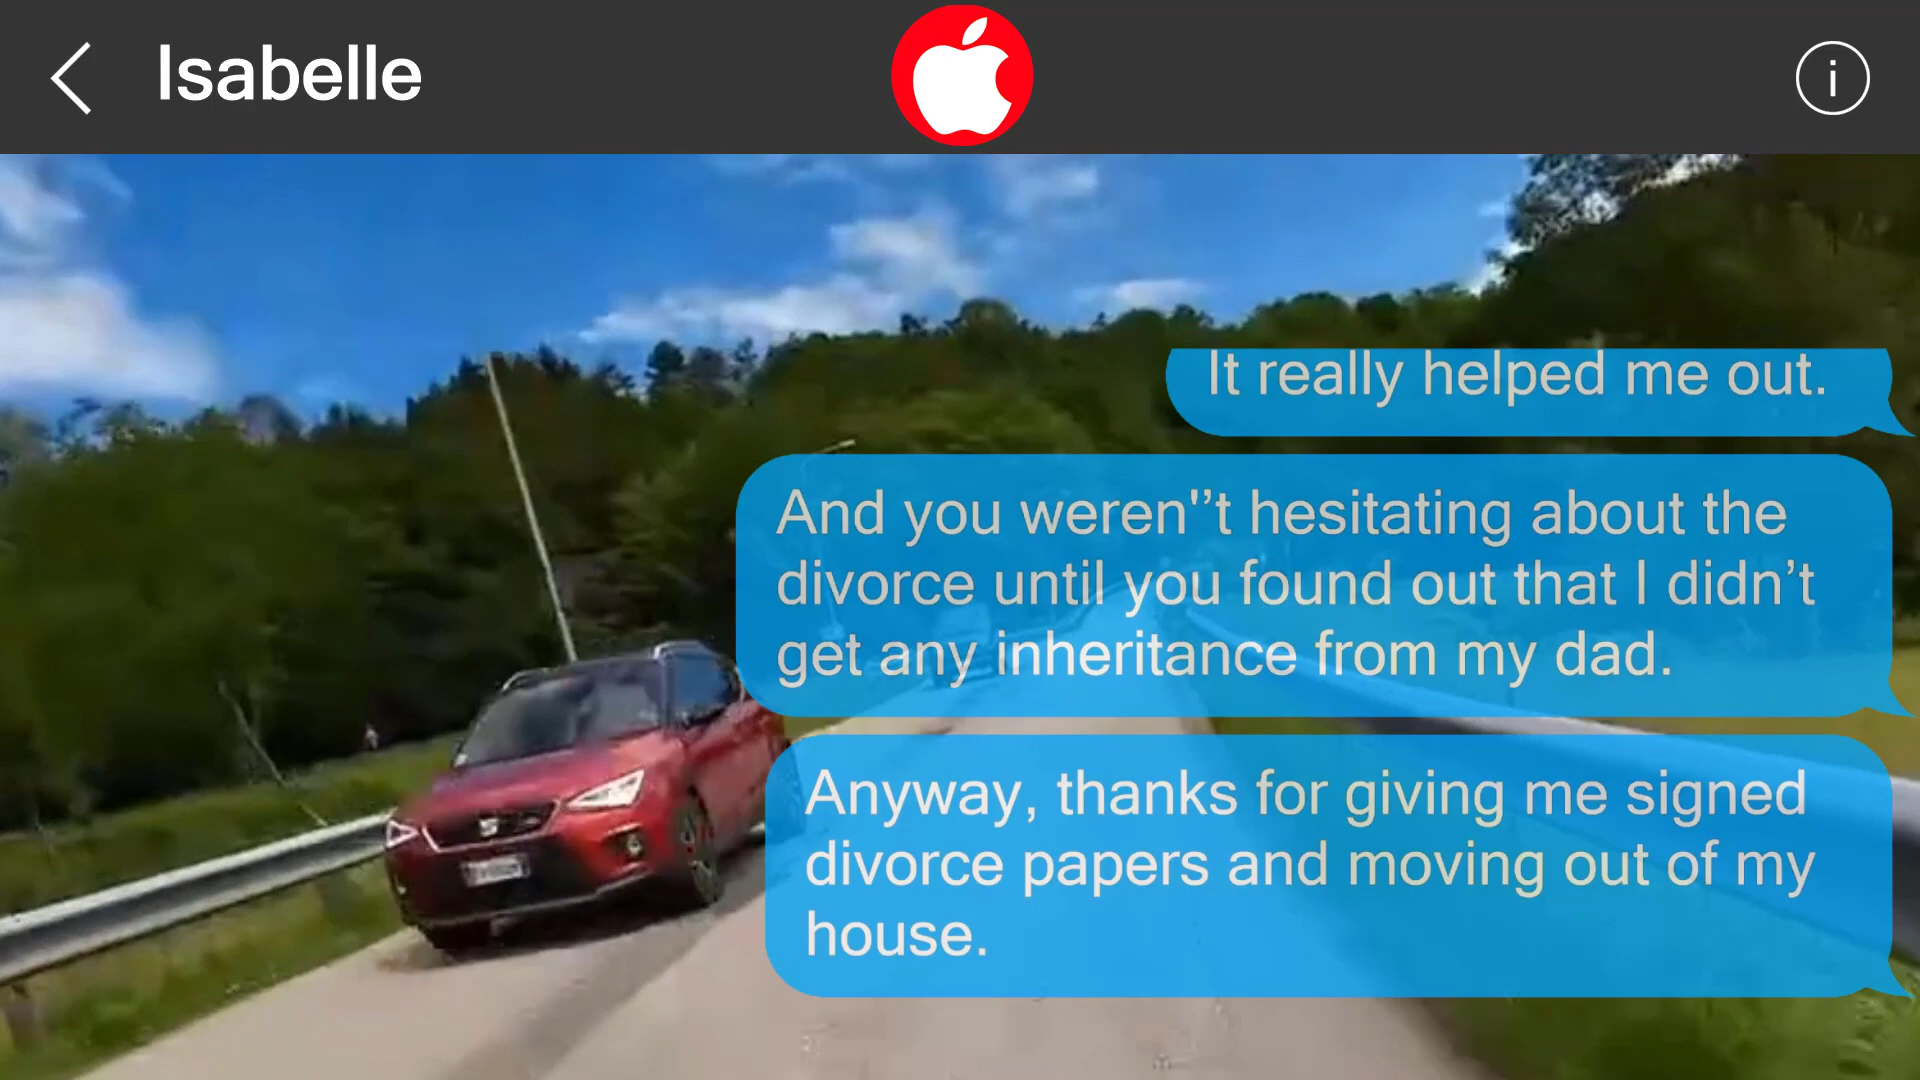 Isabelle
It really helped me out.
And you weren'’t hesitating about the
divorce until you found out that I didn’t
get any inheritance from my dad.
Anyway, thanks for giving me signed
divorce papers and moving out of my
house.